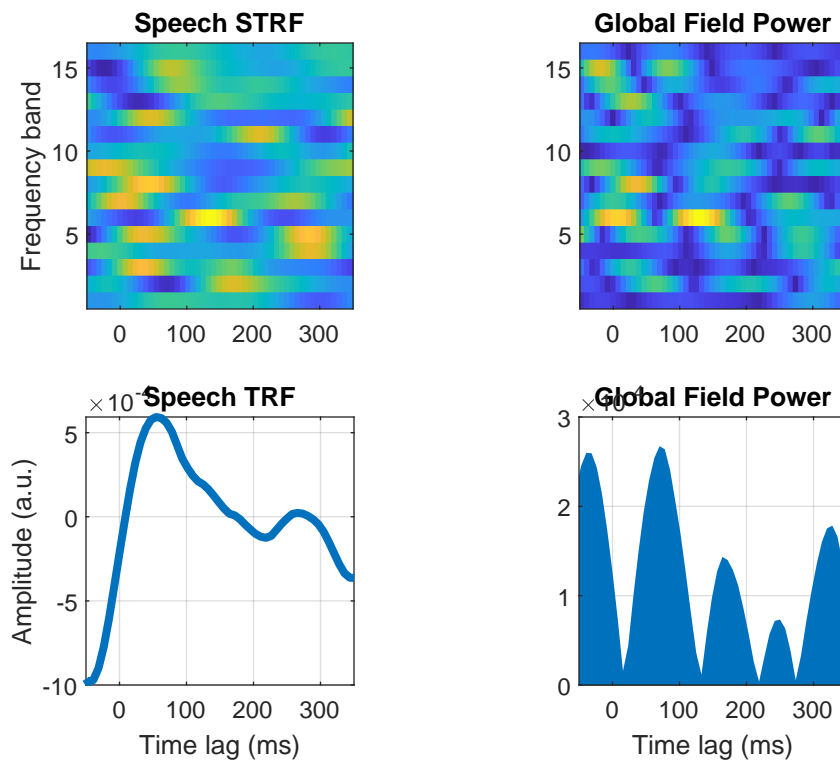 Speech STRF
Global Field Power
15
10
5
Frequency band
0 100 200 300
15
10
5
0 100 200 300
Speech TRF
×10⁻⁴
5
0
-5
-10
Amplitude (a.u.)
0 100 200 300
Time lag (ms)
Global Field Power
3
2
1
0
0 100 200 300
Time lag (ms)